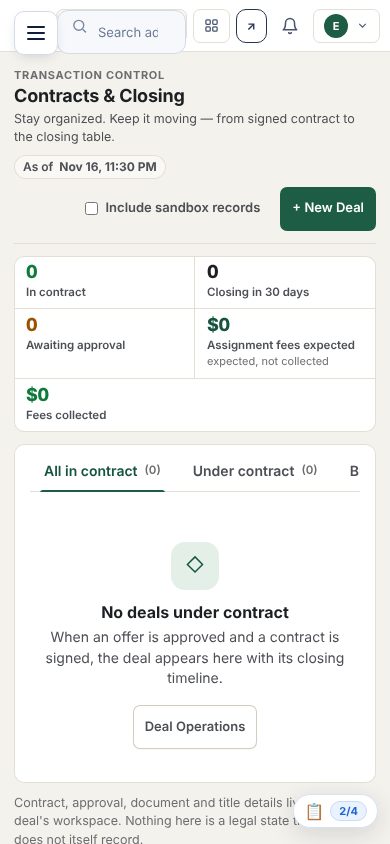 Search ad
E
TRANSACTION CONTROL
Contracts & Closing
Stay organized. Keep it moving — from signed contract to
the closing table.
As of Nov 16, 11:30 PM
Include sandbox records
+ New Deal
0
In contract
0
Closing in 30 days
0
Awaiting approval
$0
Assignment fees expected
expected, not collected
$0
Fees collected
All in contract (0)
Under contract (0)
B
No deals under contract
When an offer is approved and a contract is
signed, the deal appears here with its closing
timeline.
Deal Operations
Contract, approval, document and title details
deal's workspace. Nothing here is a legal state
does not itself record.
2/4